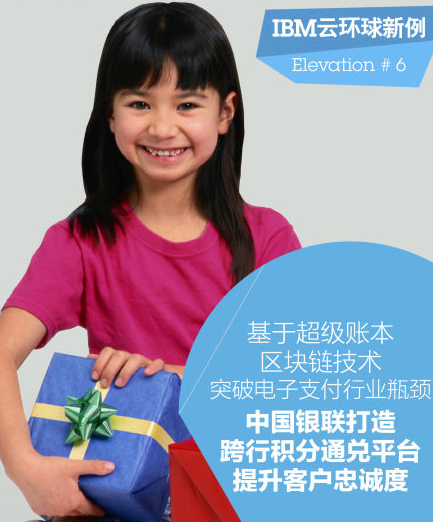 IBM云环球新例
Elevation # 6
基于超级账本
区块链技术
突破电子支付行业瓶颈
中国银联打造
跨行积分通兑平台
提升客户忠诚度